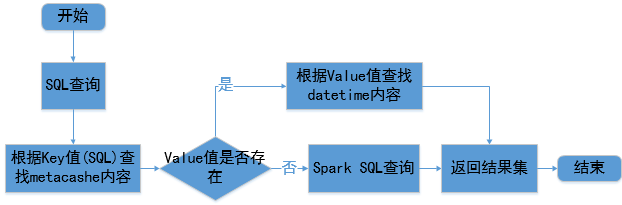 开始
SQL查询
根据Key值(SQL)查
找metacashe内容
Value值是否存
在
是
根据Value值查找
datetime内容
否
Spark SQL查询
返回结果集
结束